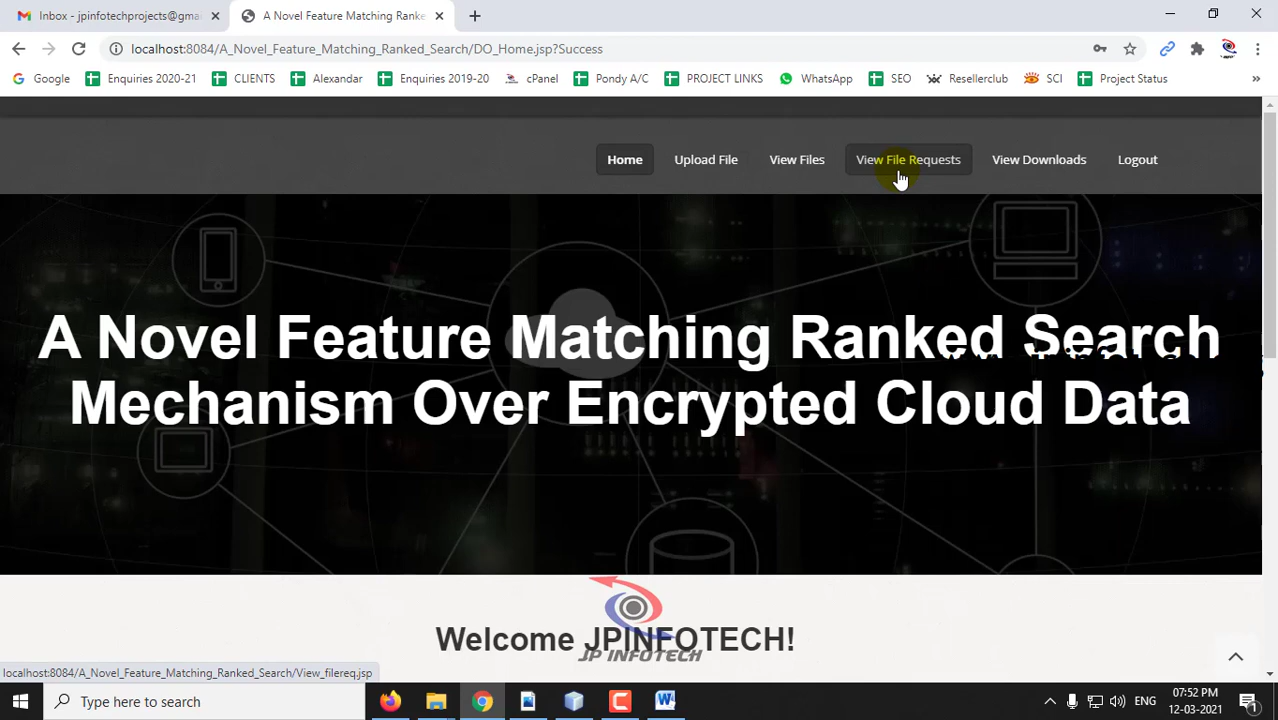 Inbox - jpinfotechprojects@gma
A Novel Feature Matching Ranke
localhost:8084/A_Novel_Feature_Matching_Ranked_Search/DO_Home.jsp?Success
Google
Enquiries 2020-21
CLIENTS
Alexandar
Enquiries 2019-20
cPanel
Pondy A/C
PROJECT LINKS
WhatsApp
SEO
Resellerclub
SCI
Project Status
»
Home
Upload File
View Files
View File Requests
View Downloads
Logout
A Novel Feature Matching Ranked Search
Mechanism Over Encrypted Cloud Data
Welcome JPINFOTECH!
JP INFOTECH
localhost:8084/A_Novel_Feature_Matching_Ranked_Search/View_filereq.jsp
Type here to search
ENG
07:52 PM
12-03-2021
1